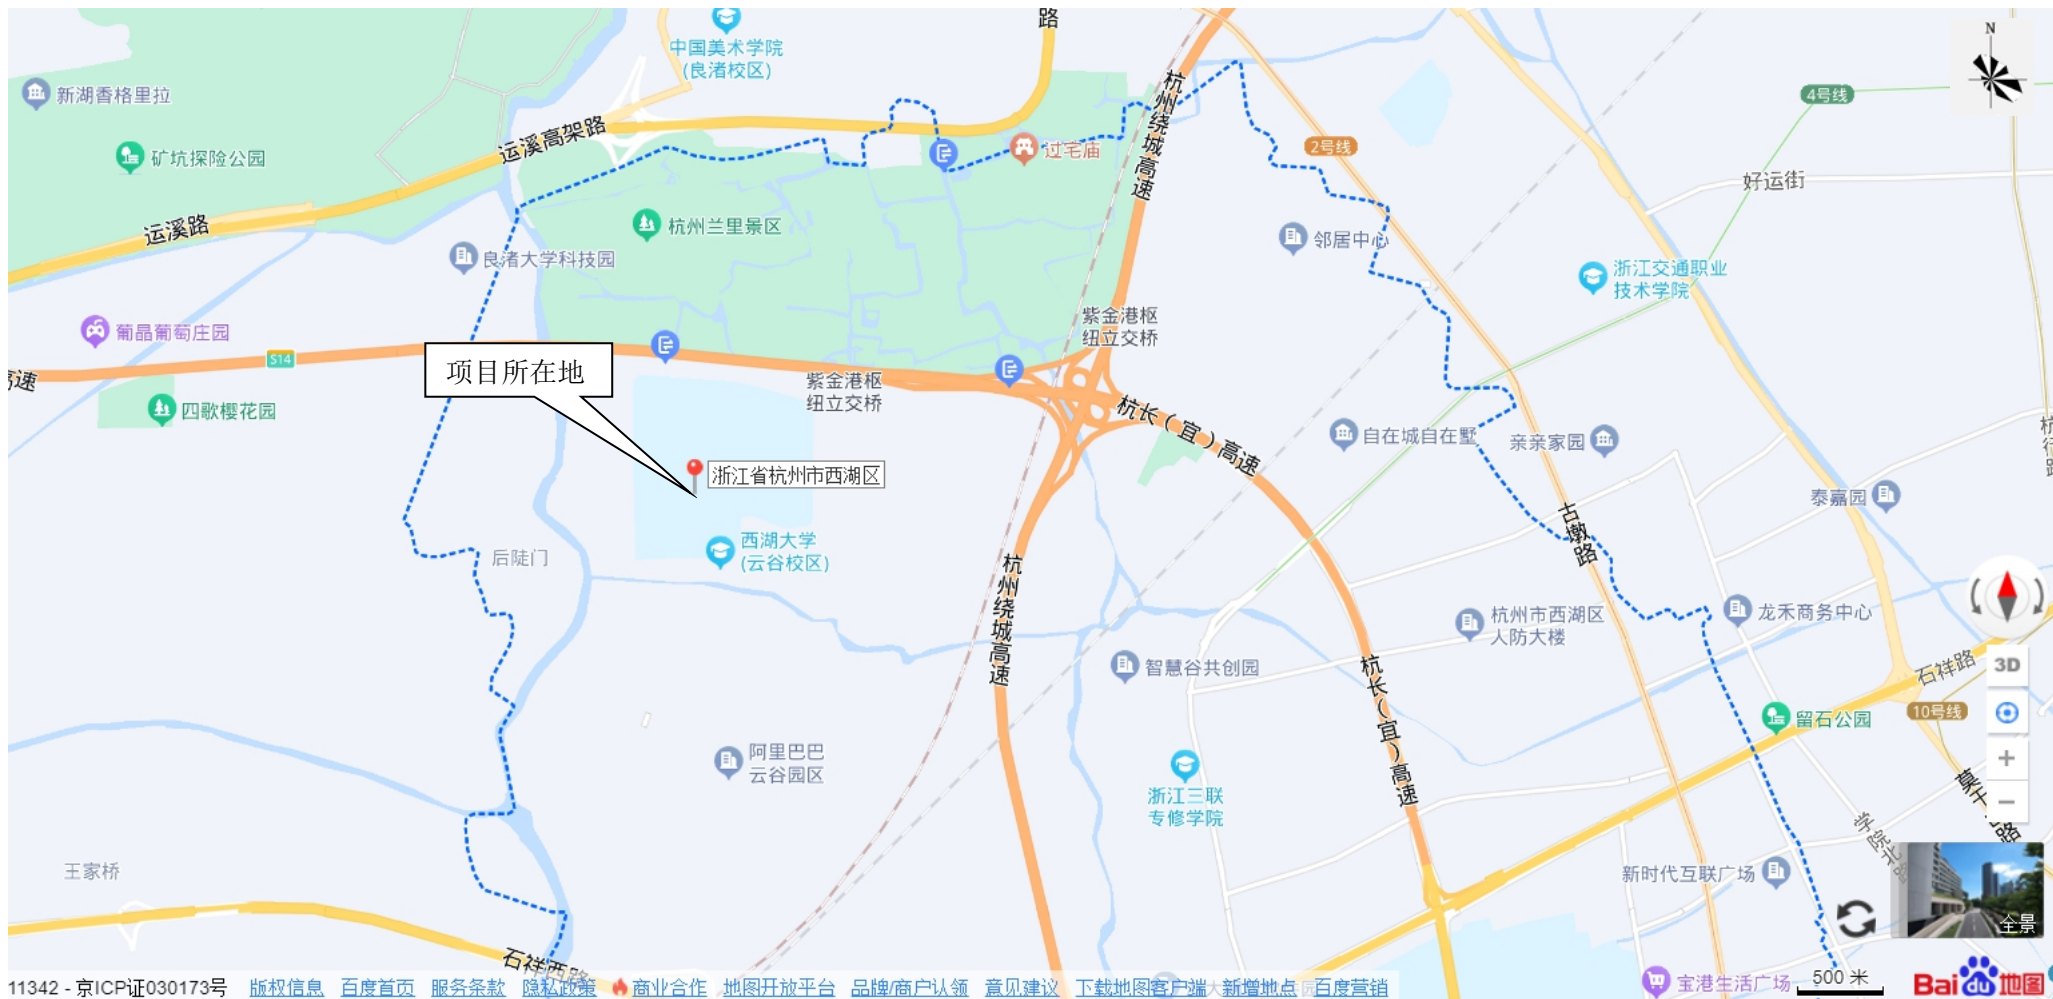 路
中国美术学院
(良渚校区)
N
新湖香格里拉
4号线
矿坑探险公园
运溪高架路
过宅庙
杭州绕城高速
2号线
好运街
运溪路
杭州兰里景区
邻居中心
良渚大学科技园
浙江交通职业
技术学院
葡晶葡萄庄园
S14
紫金港枢
纽立交桥
高速
项目所在地
紫金港枢
纽立交桥
四歌樱花园
杭长(宜)高速
自在城自在墅
亲亲家园
浙江省杭州市西湖区
泰嘉园
古墩路
西湖大学
(云谷校区)
后陡门
杭州绕城高速
杭州市西湖区
人防大楼
龙禾商务中心
智慧谷共创园
杭长(宜)高速
石祥路
3D
10号线
留石公园
阿里巴巴
云谷园区
浙江三联
专修学院
学院北路
王家桥
新时代互联广场
全景
石祥西路
宝港生活广场
500 米
11342 - 京ICP证030173号
版权信息
百度首页
服务条款
隐私政策
商业合作
地图开放平台
品牌/商户认领
意见建议
下载地图客户端
新增地点
百度营销
Bai du 地图